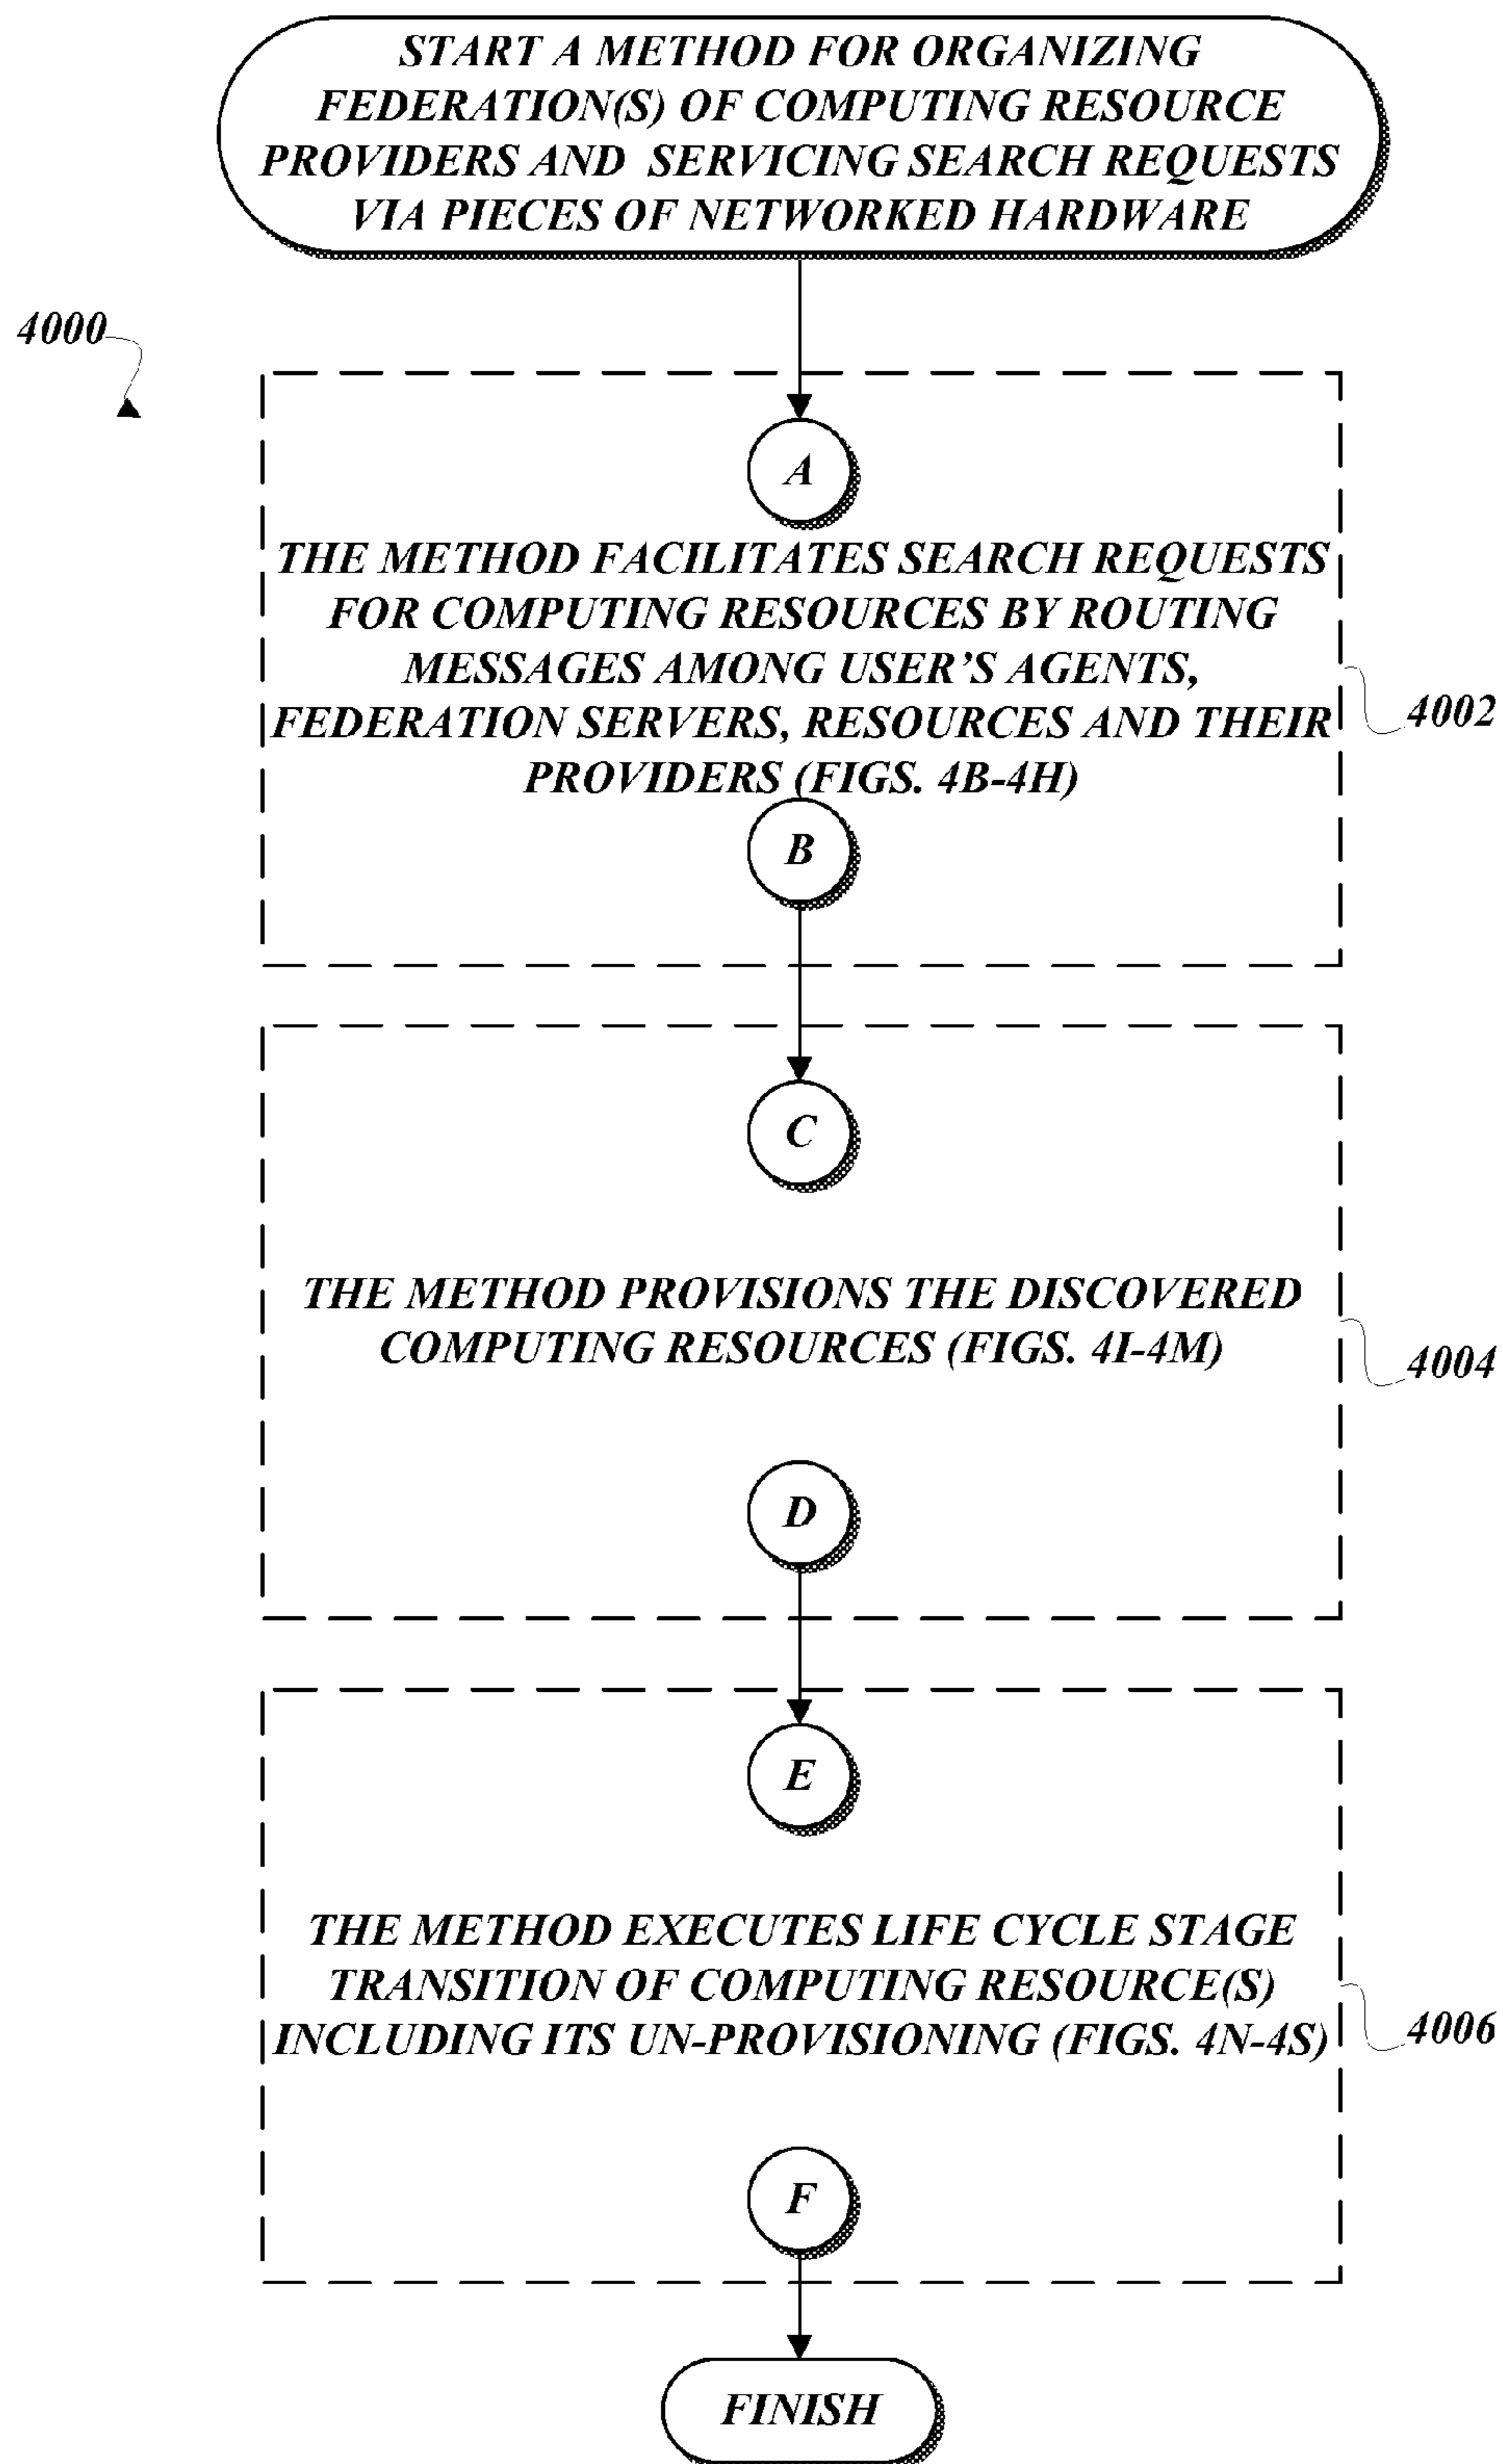 START A METHOD FOR ORGANIZING
FEDERATION(S) OF COMPUTING RESOURCE
PROVIDERS AND SERVICING SEARCH REQUESTS
VIA PIECES OF NETWORKED HARDWARE
4000
A
THE METHOD FACILITATES SEARCH REQUESTS
FOR COMPUTING RESOURCES BY ROUTING
MESSAGES AMONG USER'S AGENTS,
FEDERATION SERVERS, RESOURCES AND THEIR
PROVIDERS (FIGS. 4B-4H)
4002
B
C
THE METHOD PROVISIONS THE DISCOVERED
COMPUTING RESOURCES (FIGS. 4I-4M)
4004
D
E
THE METHOD EXECUTES LIFE CYCLE STAGE
TRANSITION OF COMPUTING RESOURCE(S)
INCLUDING ITS UN-PROVISIONING (FIGS. 4N-4S)
4006
F
FINISH